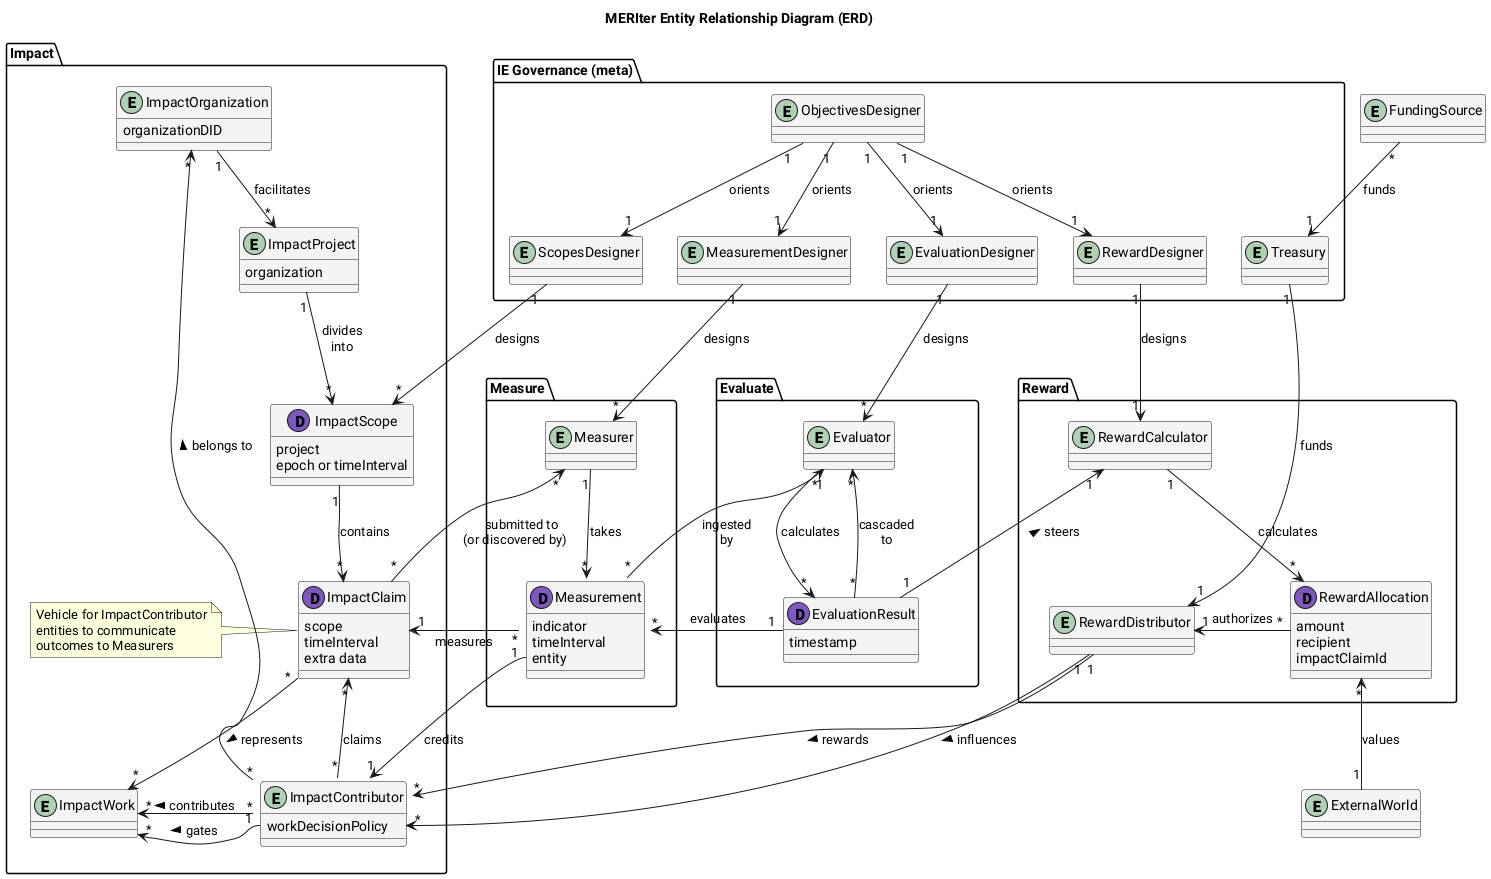 MERIter Entity Relationship Diagram (ERD)
Impact
E ImpactOrganization
organizationDID
*
1
facilitates
*
E ImpactProject
organization
1
divides
into
*
D ImpactScope
project
epoch or timeInterval
1
contains
*
belongs to
D ImpactClaim
scope
timeInterval
extra data
Vehicle for ImpactContributor
entities to communicate
outcomes to Measurers
*
represents
*
*
claims
*
*
E ImpactWork
* contributes *
* gates 1
E ImpactContributor
workDecisionPolicy
IE Governance (meta)
E ObjectivesDesigner
1
1
1
1
orients
orients
orients
orients
1
1
1
1
E ScopesDesigner
E MeasurementDesigner
E EvaluationDesigner
E RewardDesigner
E Treasury
E FundingSource
*
funds
1
1
designs
*
1
designs
*
1
designs
*
1
designs
1
1
funds
1
Measure
E Measurer
*
1
submitted to
(or discovered by)
*
takes
*
D Measurement
indicator
timeInterval
entity
*
ingested
by
*
1
measures
*
1
credits
1
Evaluate
E Evaluator
1
*
calculates
*
cascaded
to
*
D EvaluationResult
timestamp
*
evaluates
1
1
steers
1
Reward
E RewardCalculator
1
calculates
*
D RewardAllocation
amount
recipient
impactClaimId
E RewardDistributor
1
authorizes
*
1
1
rewards
*
influences
*
*
values
1
E ExternalWorld